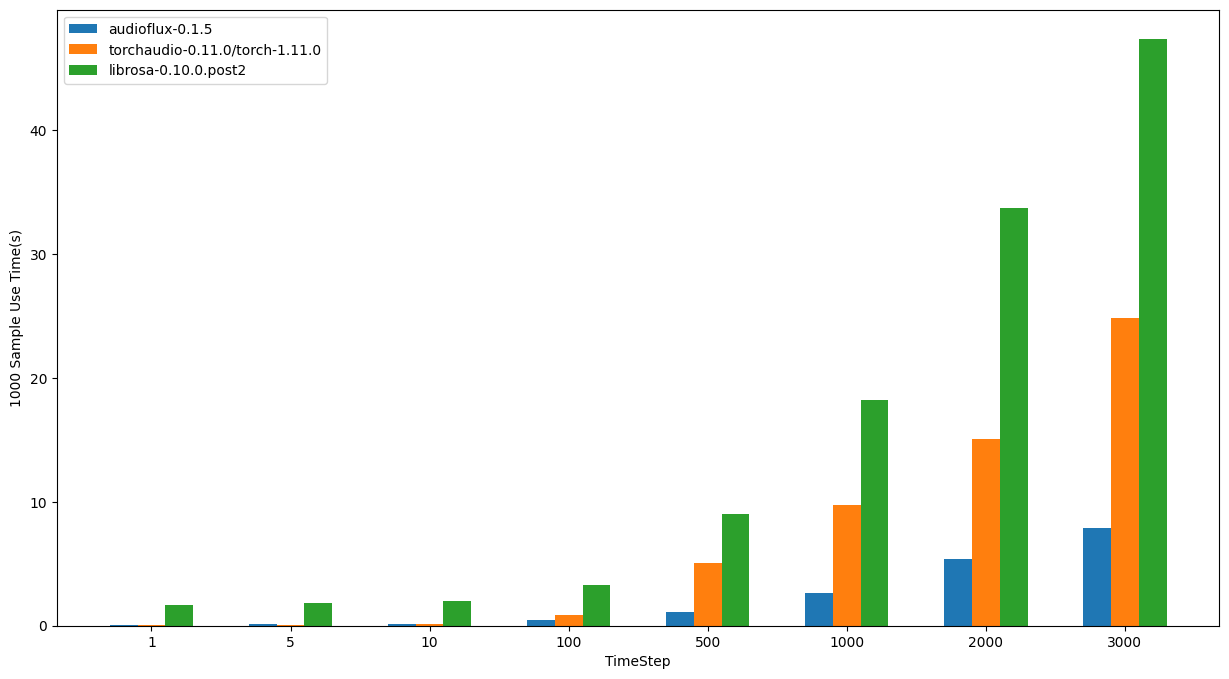 audioflux-0.1.5
torchaudio-0.11.0/torch-1.11.0
librosa-0.10.0.post2
1000 Sample Use Time(s)
40
30
20
10
0
1 5 10 100 500 1000 2000 3000
TimeStep